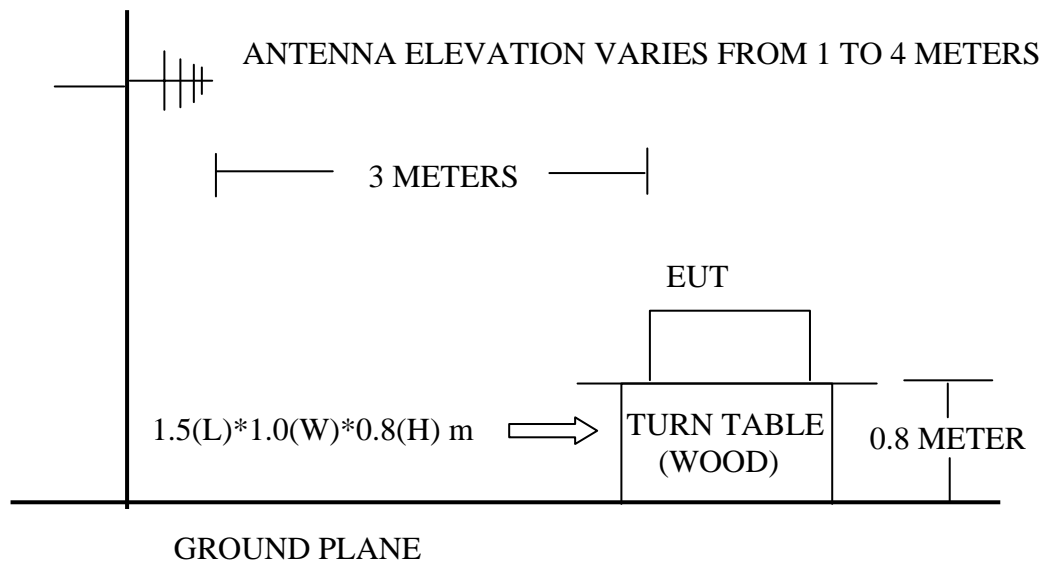 ANTENNA ELEVATION VARIES FROM 1 TO 4 METERS
3 METERS
EUT
1.5(L)*1.0(W)*0.8(H) m
TURN TABLE
(WOOD)
0.8 METER
GROUND PLANE